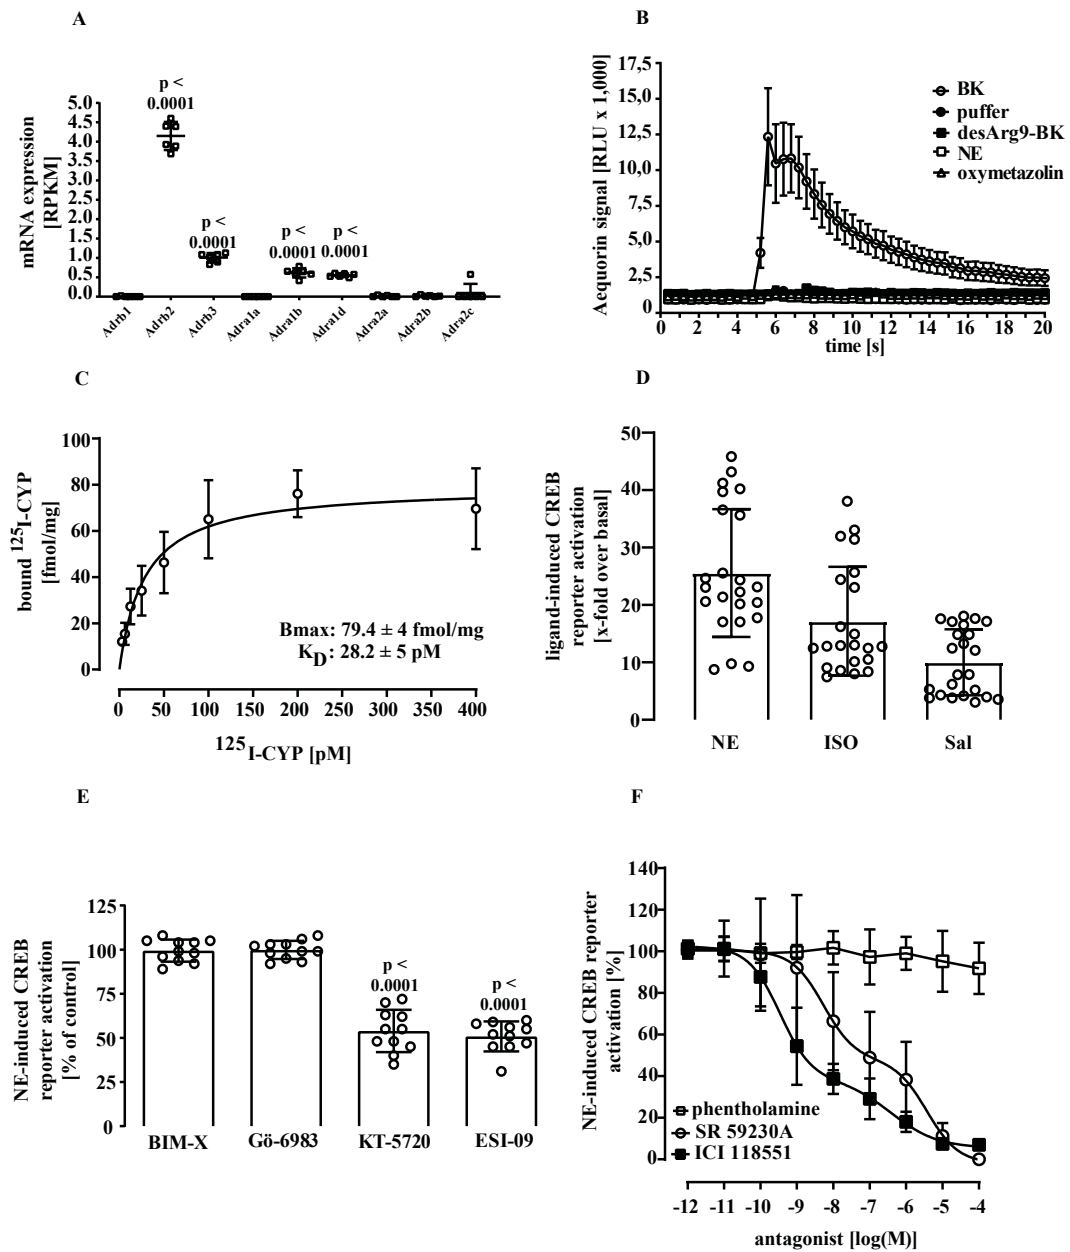 A
mRNA expression
[RPKM]
5.0
4.5
4.0
3.5
3.0
2.5
2.0
1.5
1.0
0.5
0.0
p <
0.0001
p <
0.0001
p <
0.0001
p <
0.0001
Adrb1
Adrb2
Adrb3
Adra1a
Adra1b
Adra1d
Adra2a
Adra2b
Adra2c
B
Aequorin signal [RLU x 1,000]
17,5
15,0
12,5
10,0
7,5
5,0
2,5
0,0
BK
puffer
desArg9-BK
NE
oxymetazolin
0 2 4 6 8 10 12 14 16 18 20
time [s]
C
bound 125I-CYP
[fmol/mg]
100
80
60
40
20
0
Bmax: 79.4 ± 4 fmol/mg
KD: 28.2 ± 5 pM
0 50 100 150 200 250 300 350 400
125I-CYP [pM]
D
ligand-induced CREB
reporter activation
[x-fold over basal]
50
40
30
20
10
0
NE ISO Sal
E
NE-induced CREB
reporter activation
[% of control]
125
100
75
50
25
0
p <
0.0001
p <
0.0001
BIM-X Gö-6983 KT-5720 ESI-09
F
NE-induced CREB reporter
activation [%]
140
120
100
80
60
40
20
0
phentholamine
SR 59230A
ICI 118551
-12 -11 -10 -9 -8 -7 -6 -5 -4
antagonist [log(M)]